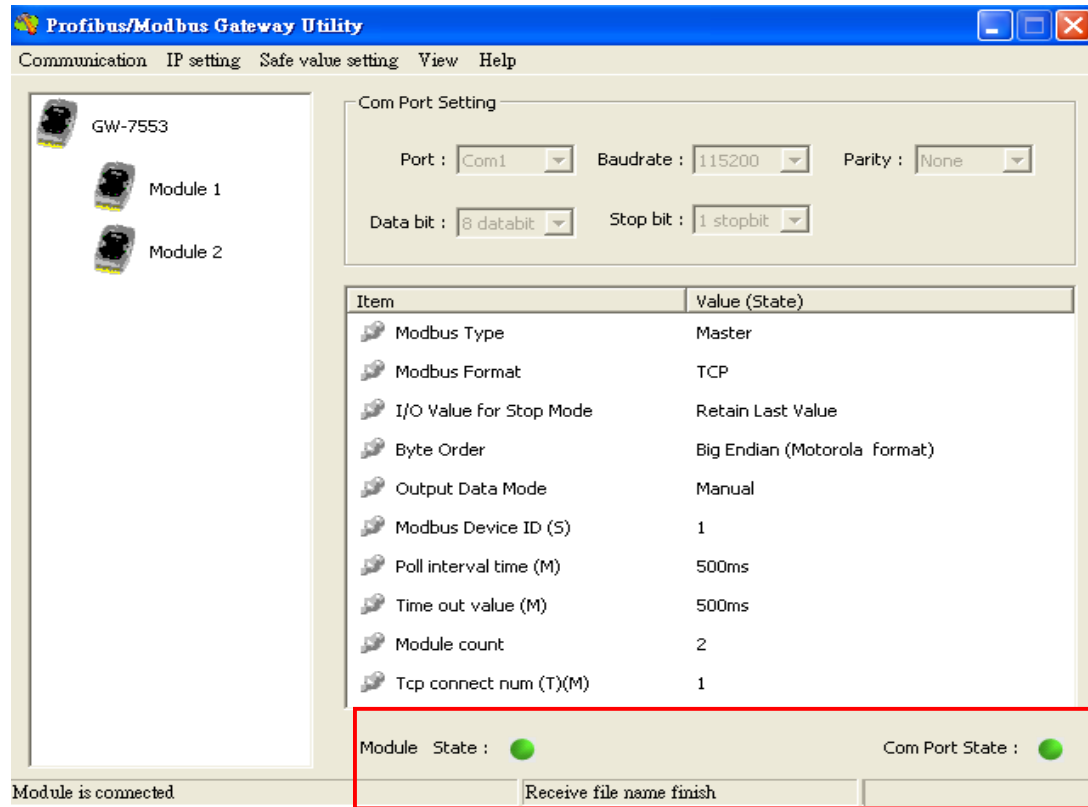 Profibus/Modbus Gateway Utility
Communication IP setting Safe value setting View Help
GW-7553
Module 1
Module 2
Com Port Setting
Port : Com1 Baudrate : 115200 Parity : None
Data bit : 8 databit Stop bit : 1 stopbit
Item Value (State)
Modbus Type Master
Modbus Format TCP
I/O Value for Stop Mode Retain Last Value
Byte Order Big Endian (Motorola format)
Output Data Mode Manual
Modbus Device ID (S) 1
Poll interval time (M) 500ms
Time out value (M) 500ms
Module count 2
Tcp connect num (T)(M) 1
Module State : Com Port State :
Module is connected Receive file name finish